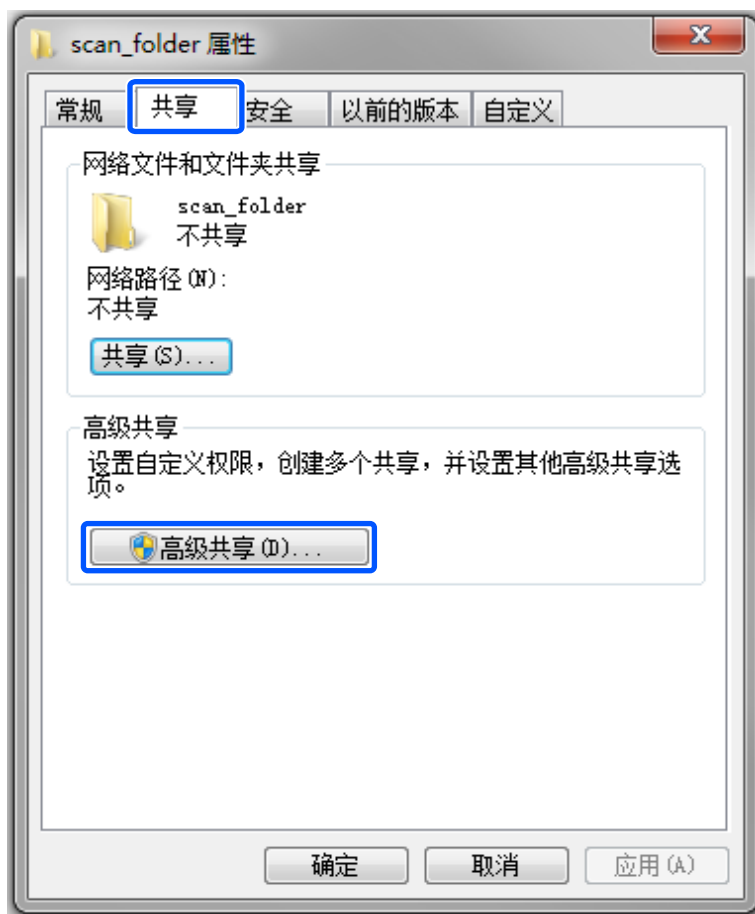 scan_folder 属性
常规 共享 安全 以前的版本 自定义
网络文件和文件夹共享
scan_folder
不共享
网络路径(N):
不共享
共享(S)...
高级共享
设置自定义权限，创建多个共享，并设置其他高级共享选
项。
高级共享(D)...
确定 取消 应用(A)